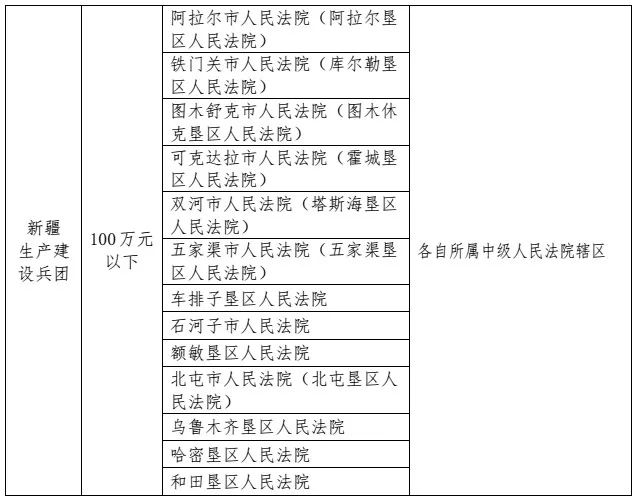 新疆
生产建
设兵团
100万元
以下
阿拉尔市人民法院（阿拉尔垦
区人民法院）
铁门关市人民法院（库尔勒垦
区人民法院）
图木舒克市人民法院（图木休
克垦区人民法院）
可克达拉市人民法院（霍城垦
区人民法院）
双河市人民法院（塔斯海垦区
人民法院）
五家渠市人民法院（五家渠垦
区人民法院）
车排子垦区人民法院
石河子市人民法院
额敏垦区人民法院
北屯市人民法院（北屯垦区人
民法院）
乌鲁木齐垦区人民法院
哈密垦区人民法院
和田垦区人民法院
各自所属中级人民法院辖区